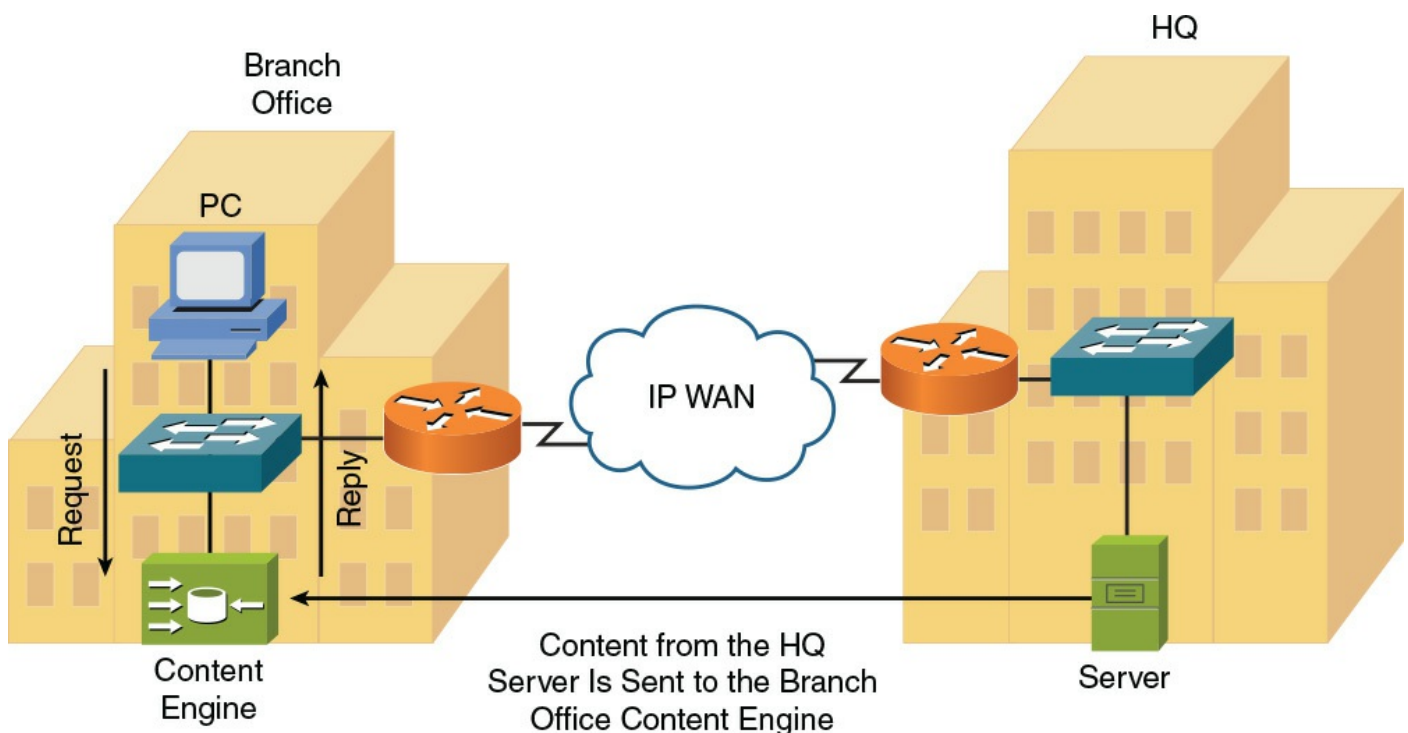 HQ
Branch
Office
PC
IP WAN
Request
Reply
Content
Engine
Content from the HQ
Server Is Sent to the Branch
Office Content Engine
Server